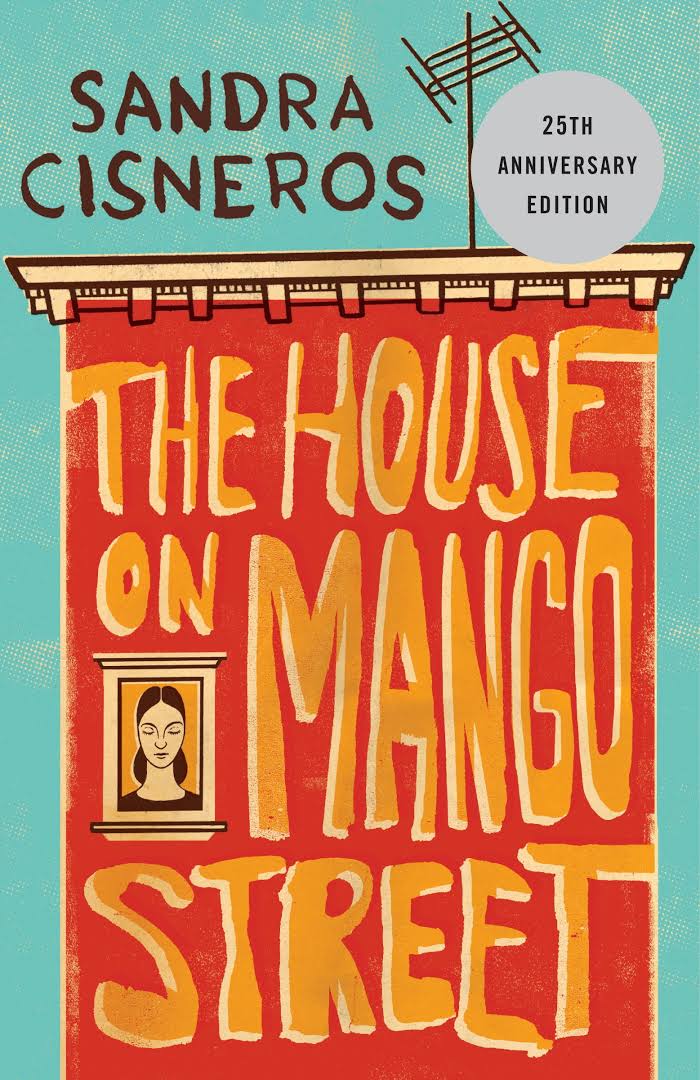 SANDRA
CISNEROS
25TH
ANNIVERSARY
EDITION
THE HOUSE
ON MANGO
STREET